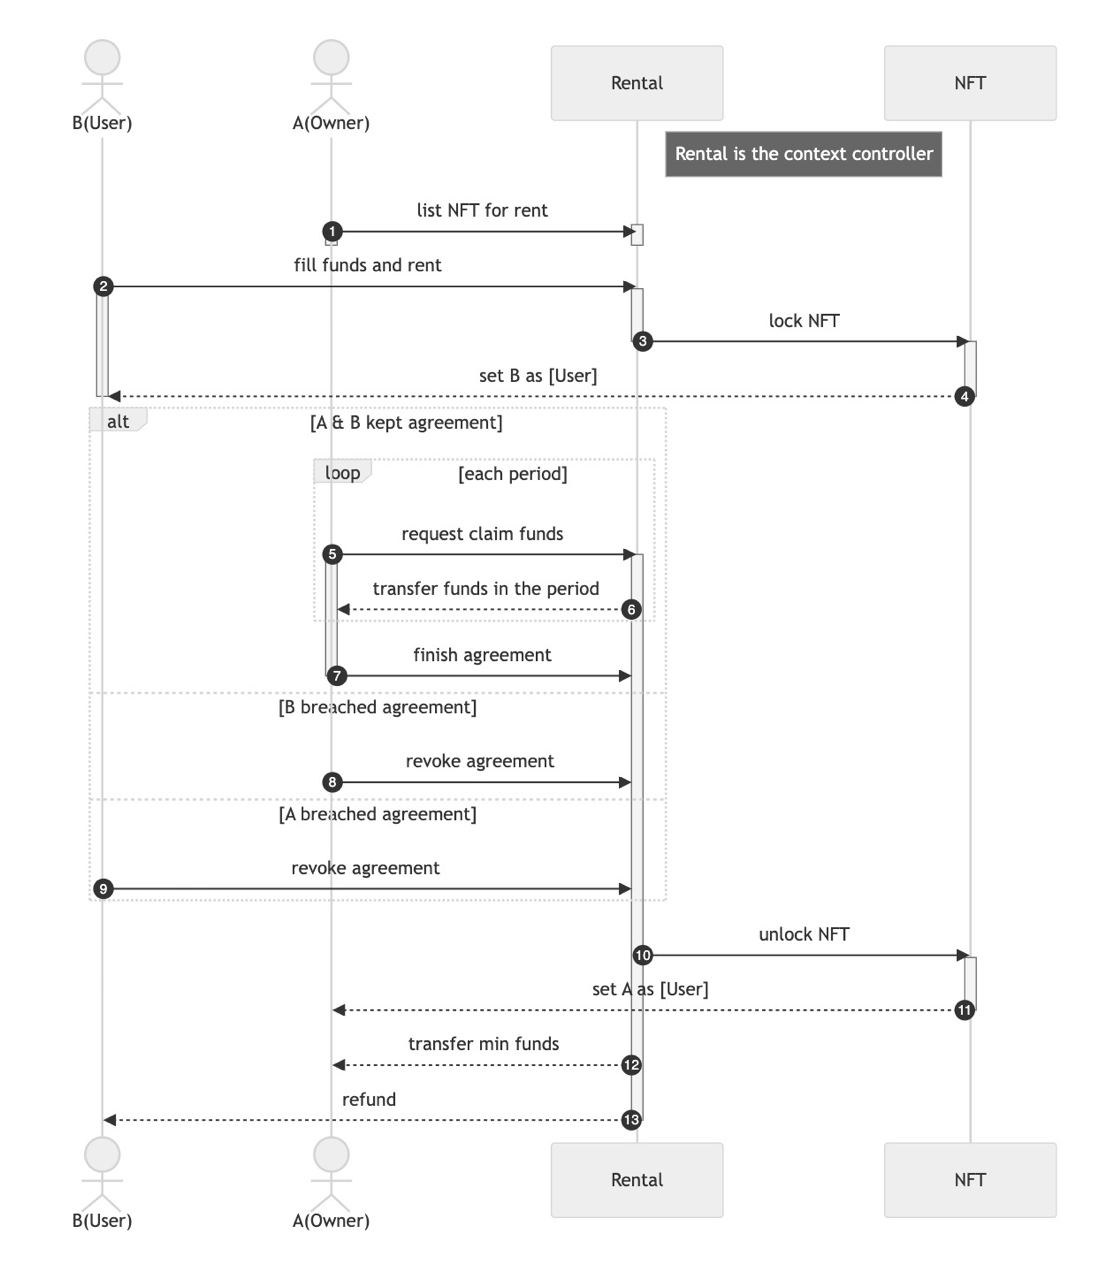 B(User)
A(Owner)
Rental
NFT
Rental is the context controller
list NFT for rent
1
fill funds and rent
2
lock NFT
3
set B as [User]
4
alt
[A & B kept agreement]
loop
[each period]
request claim funds
5
transfer funds in the period
6
finish agreement
7
[B breached agreement]
revoke agreement
8
[A breached agreement]
revoke agreement
9
unlock NFT
10
set A as [User]
11
transfer min funds
12
refund
13
B(User)
A(Owner)
Rental
NFT